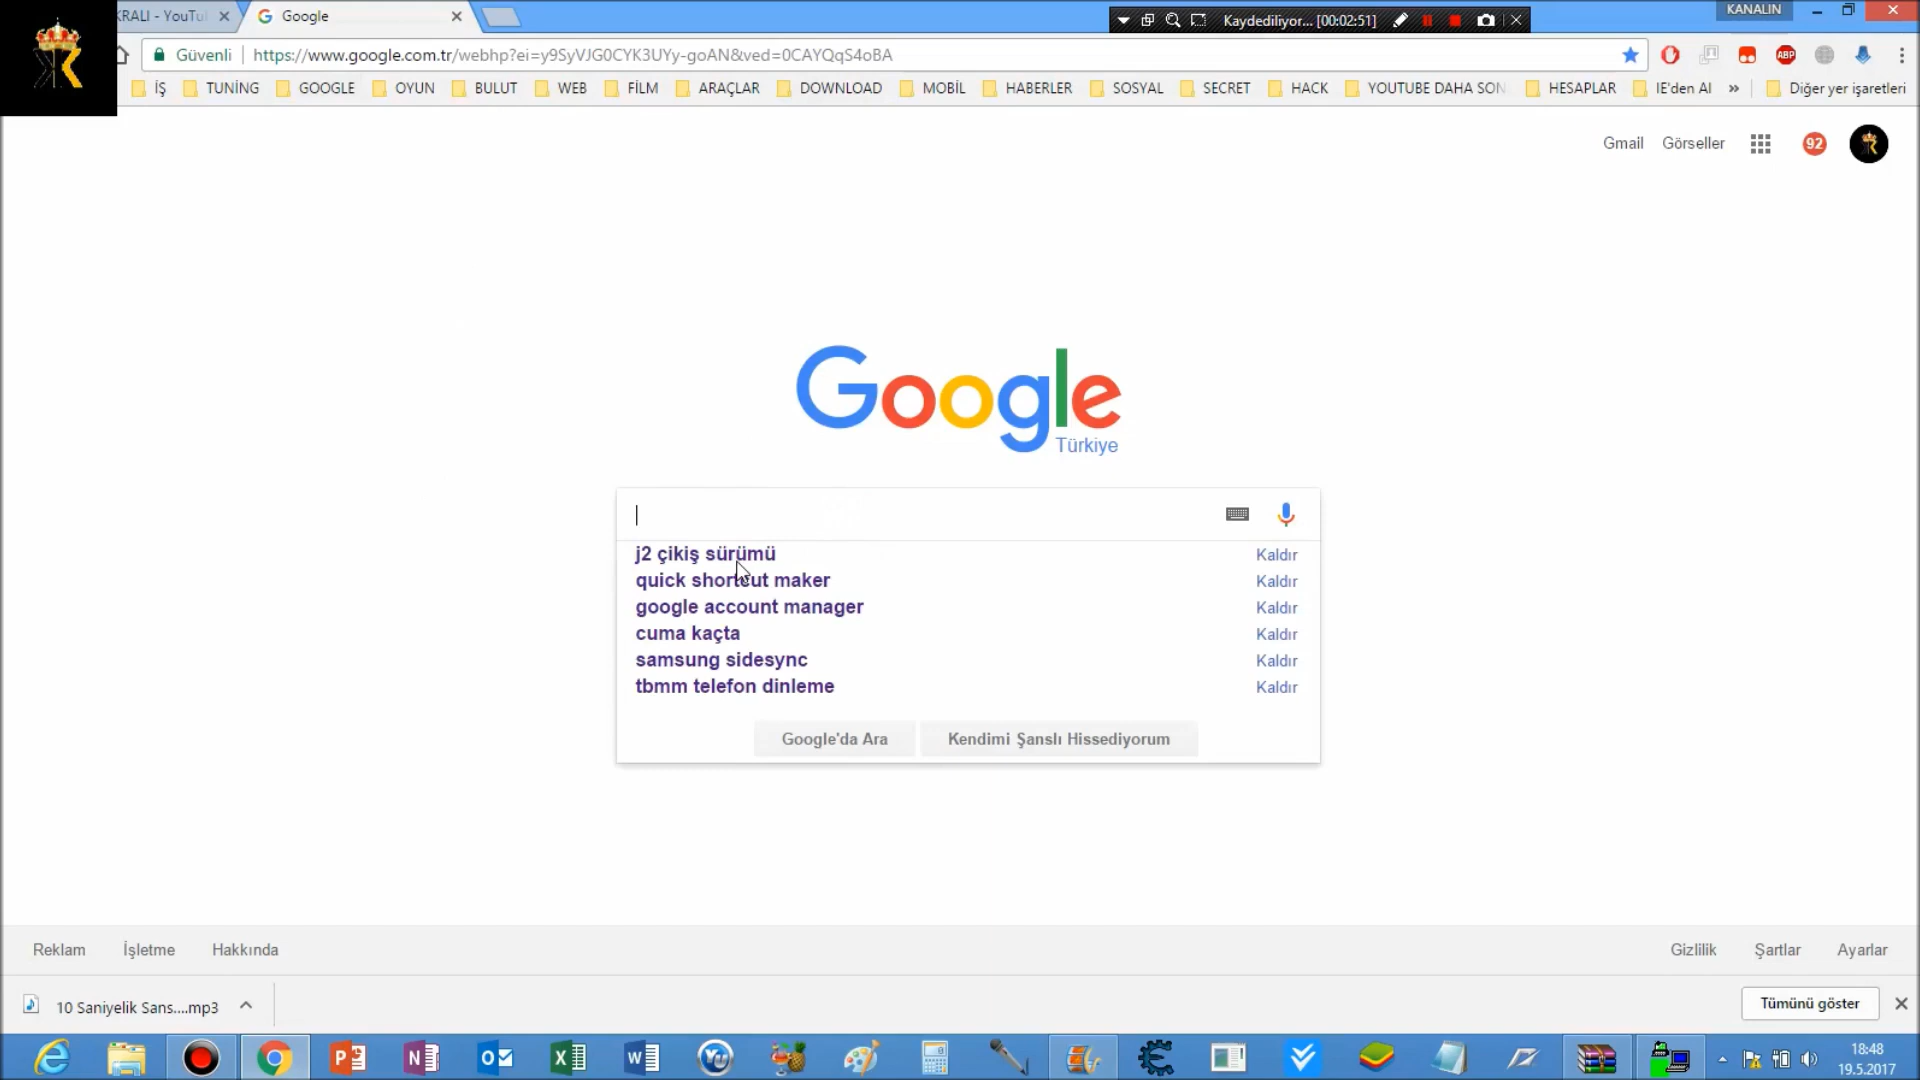 KRALI - YouTu
Google
Kaydediliyor... [00:02:51]
KANALIN
Güvenli
https://www.google.com.tr/webhp?ei=y9SyVJG0CYK3UYy-goAN&ved=0CAYQqS4oBA
ABP
İŞ
TUNİNG
GOOGLE
OYUN
BULUT
WEB
FİLM
ARAÇLAR
DOWNLOAD
MOBİL
HABERLER
SOSYAL
SECRET
HACK
YOUTUBE DAHA SON
HESAPLAR
IE'den Al
»
Diğer yer işaretleri
Gmail
Görseller
92
Google
Türkiye
j2 çikiş sürümü
Kaldır
quick shortcut maker
Kaldır
google account manager
Kaldır
cuma kaçta
Kaldır
samsung sidesync
Kaldır
tbmm telefon dinleme
Kaldır
Google'da Ara
Kendimi Şanslı Hissediyorum
Reklam
İşletme
Hakkında
Gizlilik
Şartlar
Ayarlar
10 Saniyelik Sans....mp3
Tümünü göster
18:48
19.5.2017